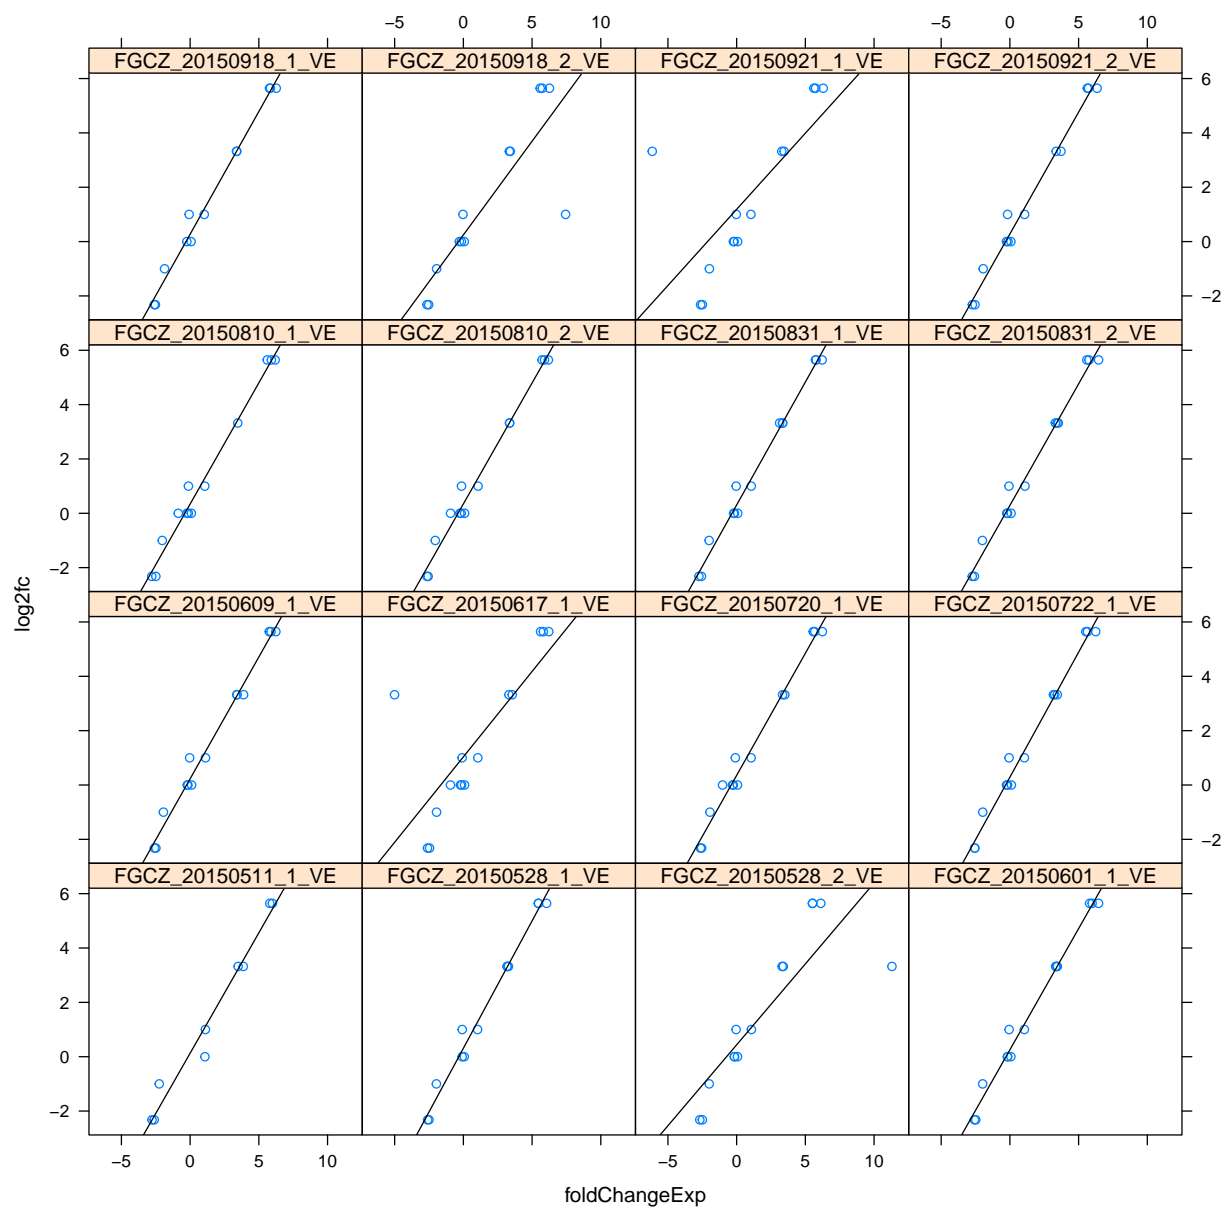 −5 0 5 10 −5 0 5 10
FGCZ_20150918_1_VE FGCZ_20150918_2_VE FGCZ_20150921_1_VE FGCZ_20150921_2_VE
6
4
2
0
−2
FGCZ_20150810_1_VE FGCZ_20150810_2_VE FGCZ_20150831_1_VE FGCZ_20150831_2_VE
6
4
2
0
−2
log2fc
FGCZ_20150609_1_VE FGCZ_20150617_1_VE FGCZ_20150720_1_VE FGCZ_20150722_1_VE
6
4
2
0
−2
FGCZ_20150511_1_VE FGCZ_20150528_1_VE FGCZ_20150528_2_VE FGCZ_20150601_1_VE
6
4
2
0
−2
−5 0 5 10 −5 0 5 10
foldChangeExp